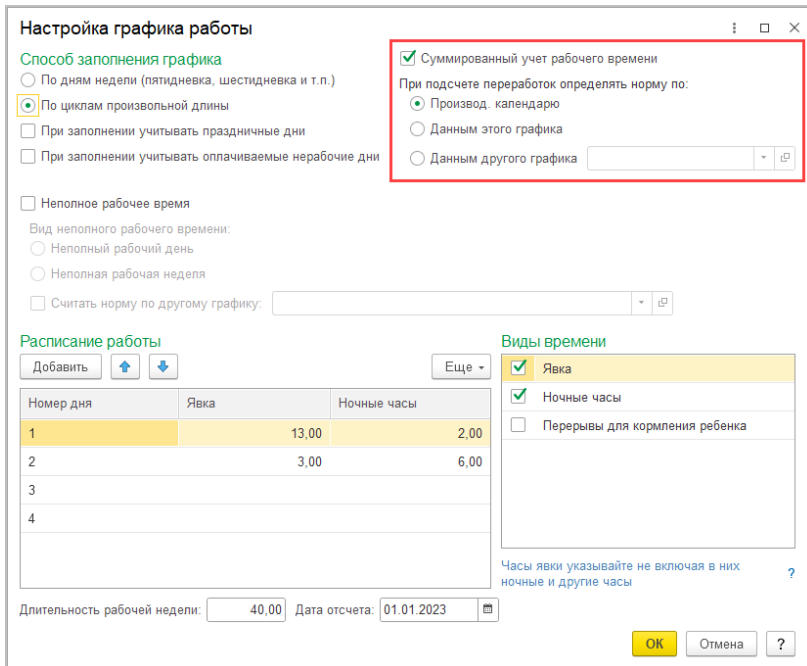 Настройка графика работы
Способ заполнения графика
По дням недели (пятидневка, шестидневка и т.п.)
По циклам произвольной длины
При заполнении учитывать праздничные дни
При заполнении учитывать оплачиваемые нерабочие дни
Суммированный учет рабочего времени
При подсчете переработок определять норму по:
Производ. календарю
Данным этого графика
Данным другого графика
Неполное рабочее время
Вид неполного рабочего времени:
Неполный рабочий день
Неполная рабочая неделя
Считать норму по другому графику:
Расписание работы
Добавить Еще
Номер дня Явка Ночные часы
1 13,00 2,00
2 3,00 6,00
3
4
Виды времени
Явка
Ночные часы
Перерывы для кормления ребенка
Часы явки указывайте не включая в них
ночные и другие часы ?
Длительность рабочей недели: 40,00 Дата отсчета: 01.01.2023
ОК Отмена ?